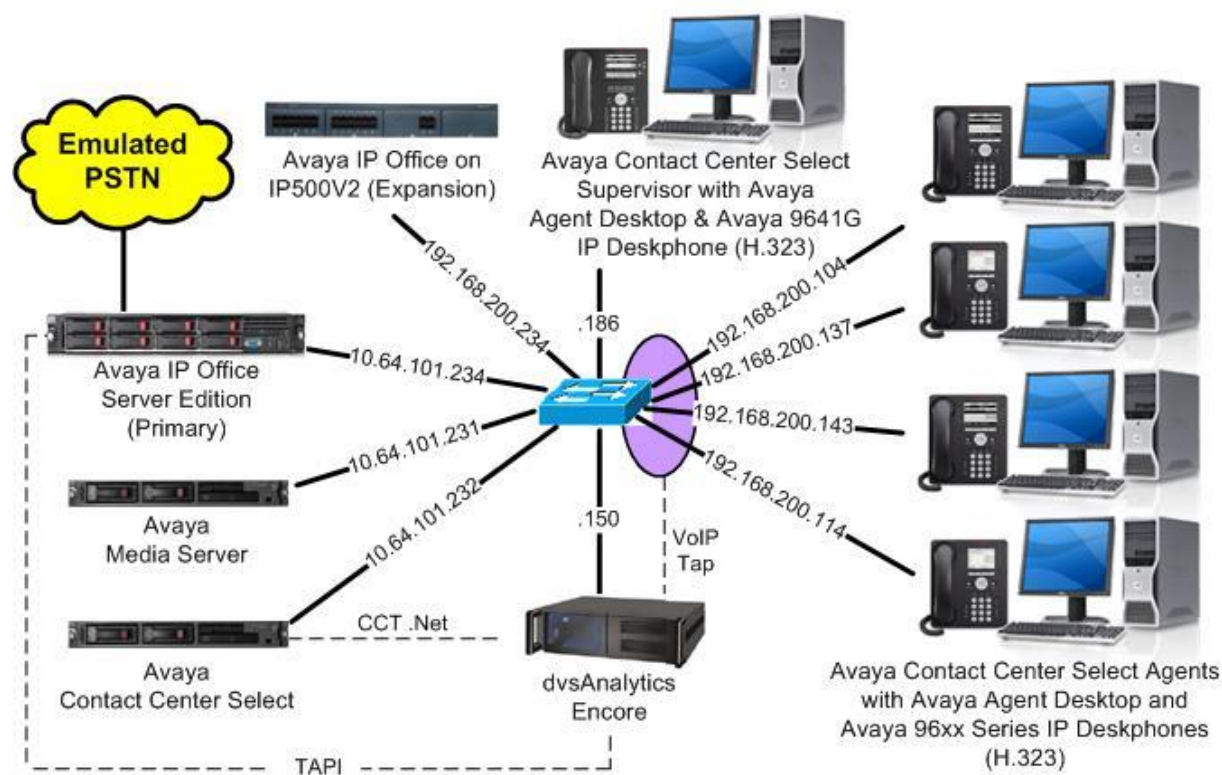 Emulated
PSTN
Avaya IP Office on
IP500V2 (Expansion)
Avaya Contact Center Select
Supervisor with Avaya
Agent Desktop & Avaya 9641G
IP Deskphone (H.323)
192.168.200.234
.186
192.168.200.104
192.168.200.137
192.168.200.143
192.168.200.114
10.64.101.234
Avaya IP Office
Server Edition
(Primary)
10.64.101.231
Avaya
Media Server
10.64.101.232
.150
VoIP
Tap
CCT .Net
Avaya
Contact Center Select
dvsAnalytics
Encore
Avaya Contact Center Select Agents
with Avaya Agent Desktop and
Avaya 96xx Series IP Deskphones
(H.323)
TAPI